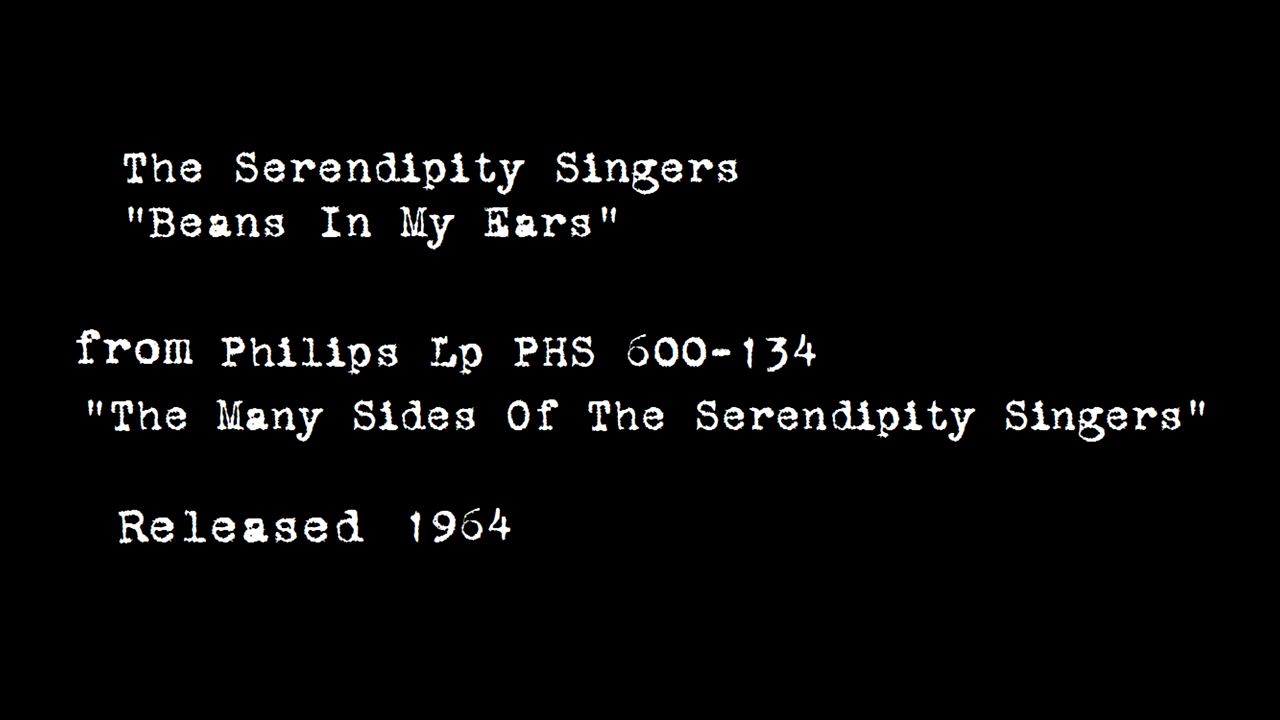 The Serendipity Singers
"Beans In My Ears"
from Philips Lp PHS 600-134
"The Many Sides Of The Serendipity Singers"
Released 1964